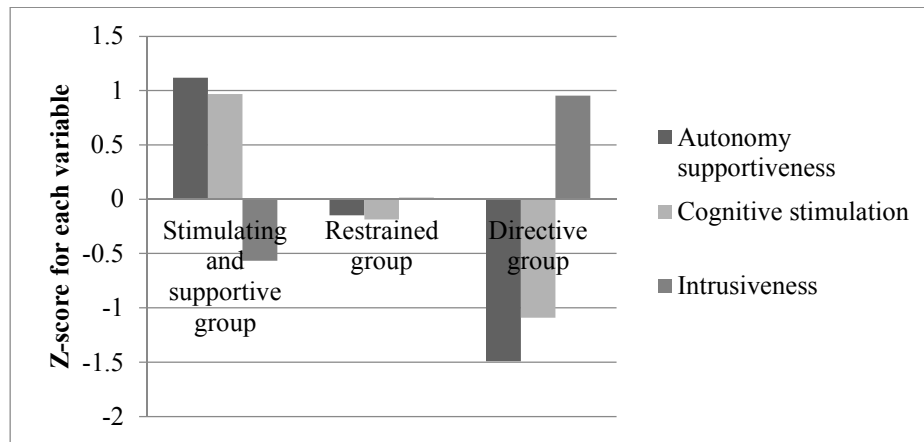 Z-score for each variable
1.5
1
0.5
0
-0.5
-1
-1.5
-2
Stimulating
and
supportive
group
Restrained
group
Directive
group
Autonomy
supportiveness
Cognitive stimulation
Intrusiveness